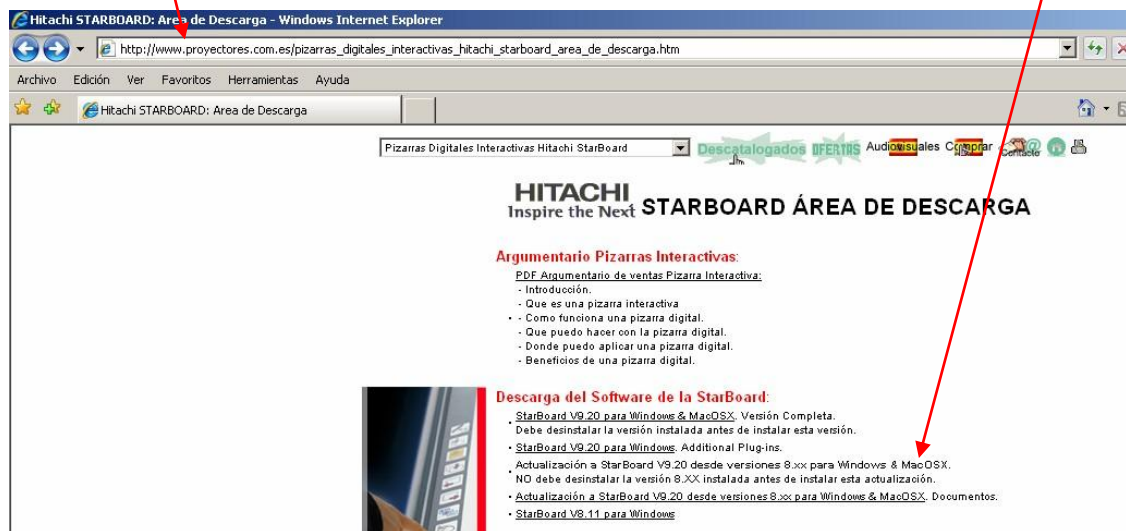 Hitachi STARBOARD: Area de Descarga - Windows Internet Explorer
http://www.proyectores.com.es/pizarras_digitales_interactivas_hitachi_starboard_area_de_descarga.htm
Archivo Edición Ver Favoritos Herramientas Ayuda
Hitachi STARBOARD: Area de Descarga
Pizarras Digitales Interactivas Hitachi StarBoard Descatalogados OFERTAS Audiovisuales Comprar Contacto
HITACHI
Inspire the Next STARBOARD ÁREA DE DESCARGA
Argumentario Pizarras Interactivas:
PDF Argumentario de ventas Pizarra Interactiva:
- Introducción.
- Que es una pizarra interactiva
· - Como funciona una pizarra digital.
- Que puedo hacer con la pizarra digital.
- Donde puedo aplicar una pizarra digital.
- Beneficios de una pizarra digital.
Descarga del Software de la StarBoard:
· StarBoard V9.20 para Windows & MacOSX. Versión Completa.
Debe desinstalar la versión instalada antes de instalar esta versión.
· StarBoard V9.20 para Windows. Additional Plug-ins.
· Actualización a StarBoard V9.20 desde versiones 8.xx para Windows & MacOSX.
NO debe desinstalar la versión 8.XX instalada antes de instalar esta actualización.
· Actualización a StarBoard V9.20 desde versiones 8.xx para Windows & MacOSX. Documentos.
· StarBoard V8.11 para Windows